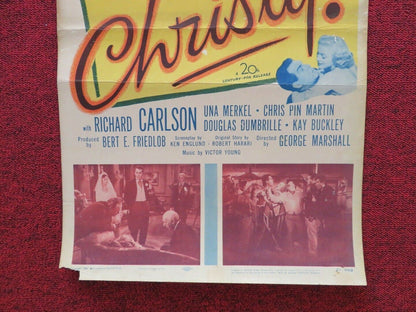 Christy!
A 20th
CENTURY-FOX RELEASE
with RICHARD CARLSON UNA MERKEL • CHRIS PIN MARTIN
DOUGLAS DUMBRILLE • KAY BUCKLEY
Produced by BERT E. FRIEDLOB Screenplay by KEN ENGLUND Original Story by ROBERT HARARI Directed by GEORGE MARSHALL
Music by VICTOR YOUNG